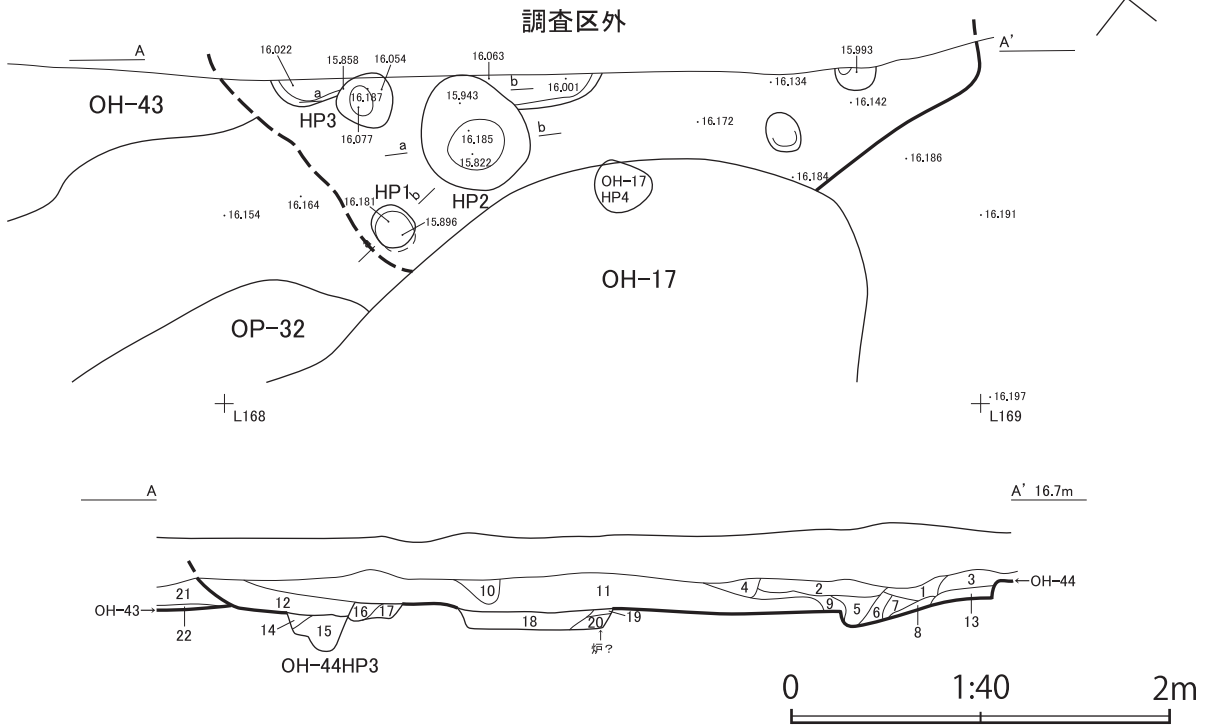 調査区外
A
A'
16.022
15.858
16.054
16.063
15.993
OH-43
a
16.187
15.943
b
16.001
16.134
16.142
HP3
16.077
16.185
b
16.172
a
15.822
16.186
16.184
OH-17
HP4
HP1
b
HP2
16.181
16.164
16.154
15.896
16.191
OH-17
OP-32
L168
16.197
L169
A
A' 16.7m
21
12
10
11
4
2
1
3
←OH-44
OH-43→
22
14
15
16
17
18
20
19
9
5
6
7
8
13
炉?
OH-44HP3
0
1:40
2m